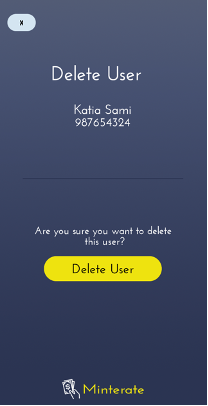 x
Delete User
Katia Sami
987654324
Are you sure you want to delete
this user?
Delete User
Minterate